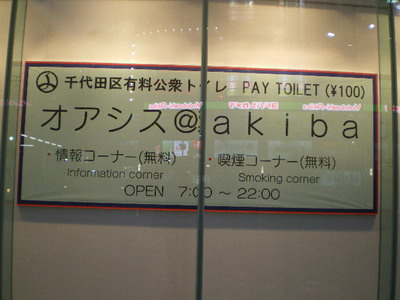 千代田区有料公衆トイレ PAY TOILET (¥100)
オアシス@akiba
・情報コーナー(無料) ・喫煙コーナー(無料)
Information corner Smoking corner
OPEN 7:00 ～ 22:00